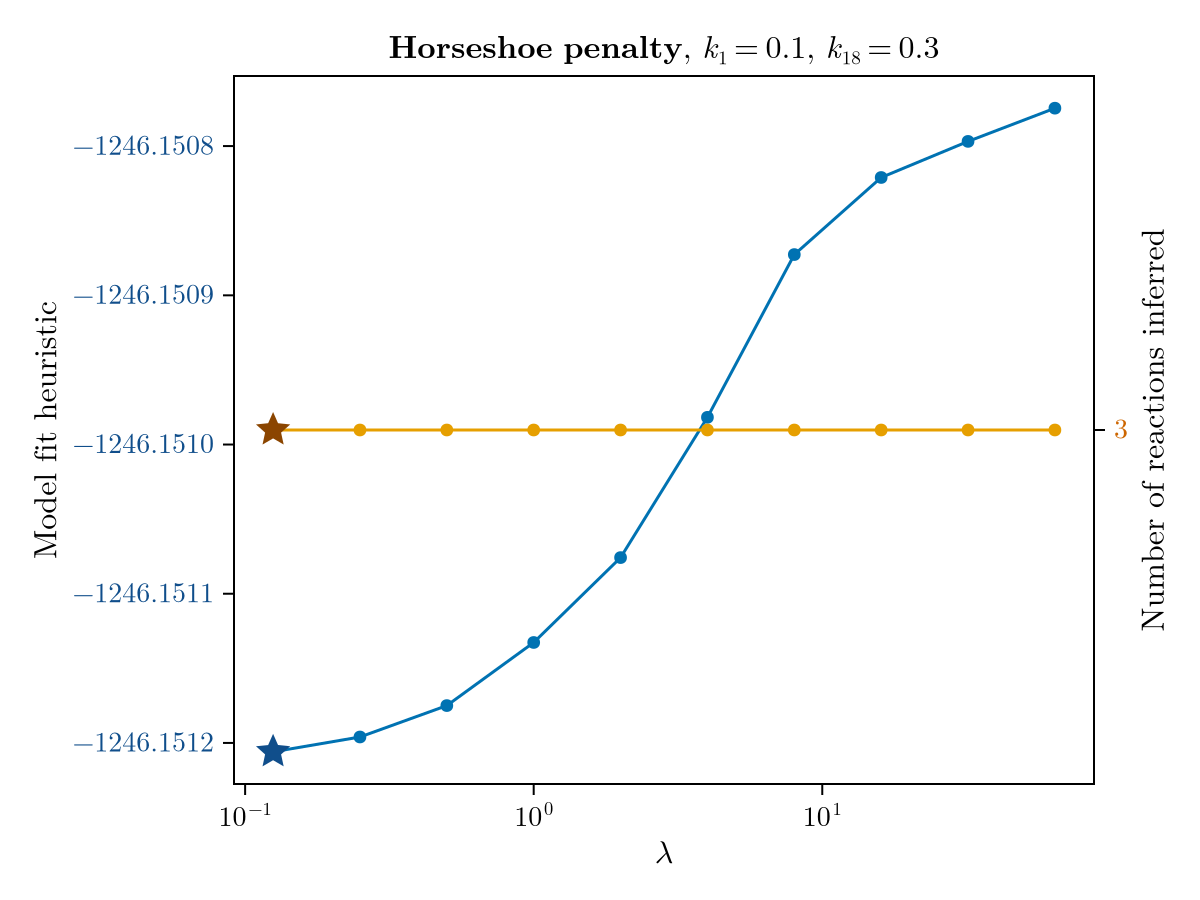 Horseshoe penalty, k₁ = 0.1, k₁₈ = 0.3
Model fit heuristic
−1246.1508
−1246.1509
−1246.1510
−1246.1511
−1246.1512
3
Number of reactions inferred
10⁻¹ 10⁰ 10¹
λ